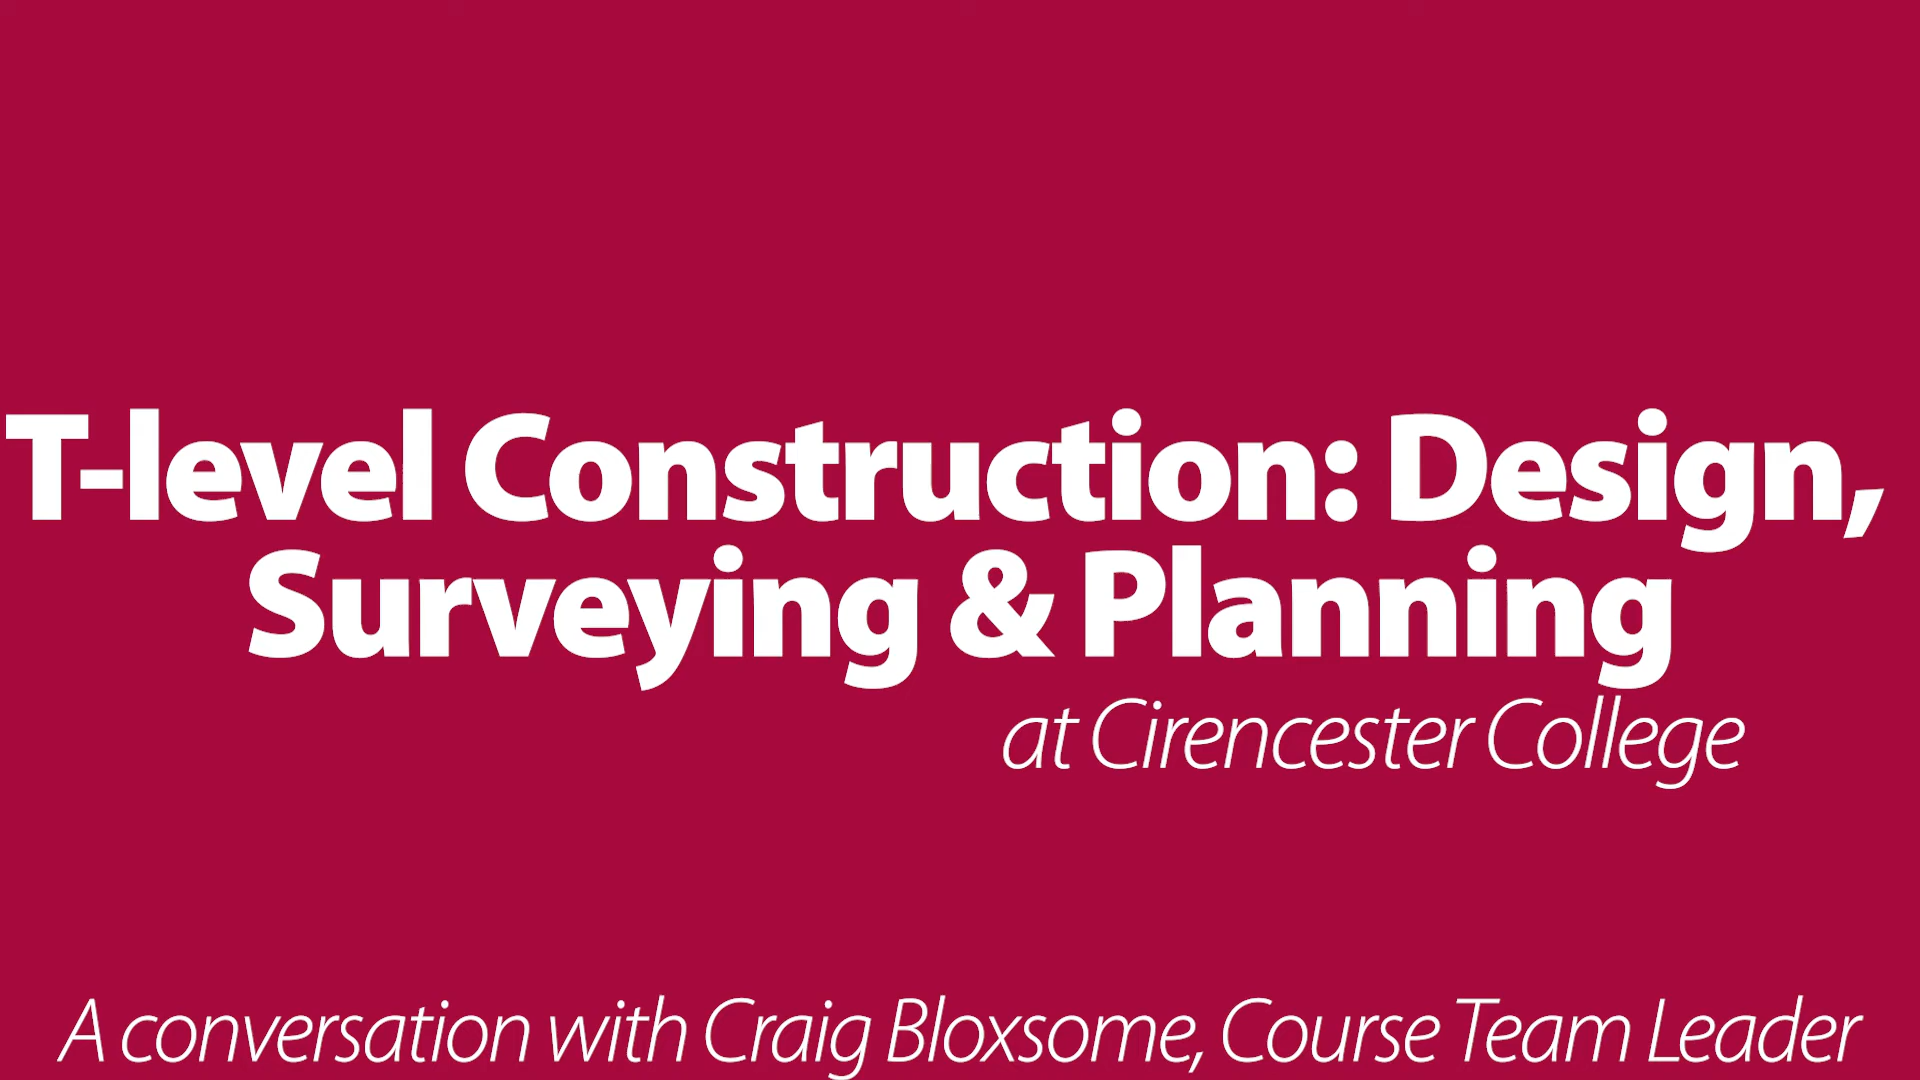 T-level Construction: Design,
Surveying & Planning
at Cirencester College
A conversation with Craig Bloxsome, Course Team Leader